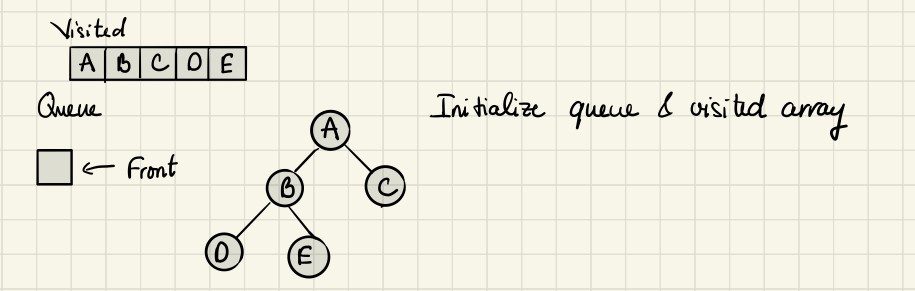 Visited
A B C D E
Queue
Initialize queue & visited array
← Front
A
B
C
D
E